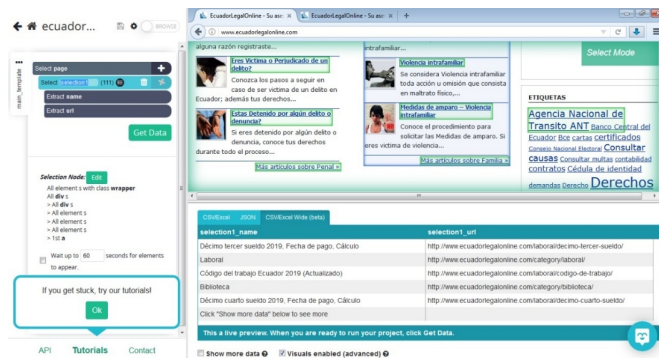 ecuador...
BROWSE
main_template
Select page
Select selection1 (111)
Extract name
Extract url
Get Data
Selection Node: Edit
All element s with class wrapper
All div s
> All div s
> All element s
> All element s
> All element s
> 1st a
Wait up to 60 seconds for elements
to appear.
If you get stuck, try our tutorials!
Ok
API Tutorials Contact
EcuadorLegalOnline - Su ase
EcuadorLegalOnline - Su ase
www.ecuadorlegalonline.com
alguna razón registraste...
Eres Víctima o Perjudicado de un
delito?
Conozca los pasos a seguir en
caso de ser victima de un delito en
Ecuador; además tus derechos...
Estas Detenido por algún delito o
denuncia?
Si eres detenido por algún delito o
denuncia, conoce tus derechos
durante todo el proceso...
Más artículos sobre Penal »
intrafamiliar...
Violencia intrafamiliar
Se considera Violencia intrafamiliar
toda acción u omisión que consista
en maltrato físico,...
Medidas de amparo – Violencia
intrafamiliar
Conoce el procedimiento para
solicitar las Medidas de amparo. Si
eres victima de violencia...
Más artículos sobre Familia »
Select Mode
ETIQUETAS
Agencia Nacional de
Transito ANT Banco Central del
Ecuador Bce cartas certificados
Consejo Nacional Electoral Consultar
causas Consultar multas contabilidad
contratos Cédula de identidad
demandas Derecho Derechos
CSV/Excel JSON CSV/Excel Wide (beta)
selection1_name selection1_url
Décimo tercer sueldo 2019, Fecha de pago, Cálculo http://www.ecuadorlegalonline.com/laboral/decimo-tercer-sueldo/
Laboral http://www.ecuadorlegalonline.com/category/laboral/
Código del trabajo Ecuador 2019 (Actualizado) http://www.ecuadorlegalonline.com/laboral/codigo-de-trabajo/
Biblioteca http://www.ecuadorlegalonline.com/category/biblioteca/
Décimo cuarto sueldo 2019, Fecha de pago, Cálculo http://www.ecuadorlegalonline.com/laboral/decimo-cuarto-sueldo/
Click "Show more data" below to see more
This a live preview. When you are ready to run your project, click Get Data.
Show more data Visuals enabled (advanced)